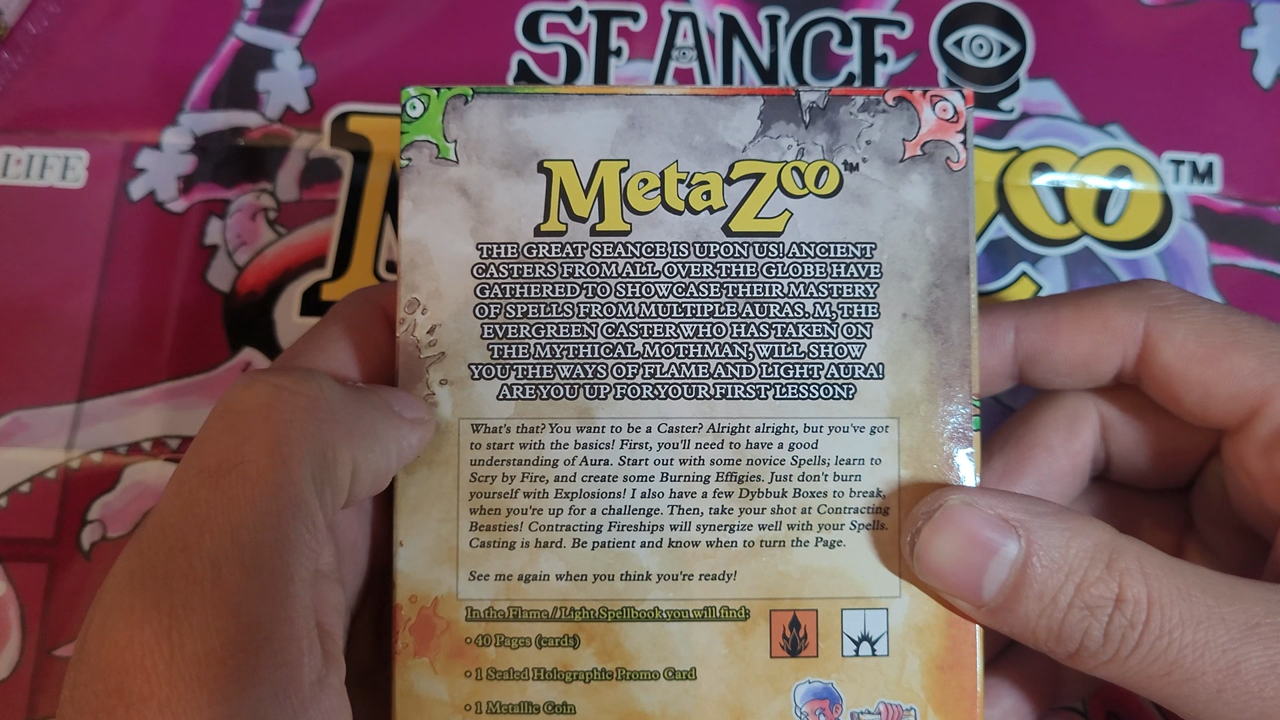 SEANCE
LIFE
TM
MetaZoo™
THE GREAT SEANCE IS UPON US! ANCIENT
CASTERS FROM ALL OVER THE GLOBE HAVE
GATHERED TO SHOWCASE THEIR MASTERY
OF SPELLS FROM MULTIPLE AURAS. M, THE
EVERGREEN CASTER WHO HAS TAKEN ON
THE MYTHICAL MOTHMAN, WILL SHOW
YOU THE WAYS OF FLAME AND LIGHT AURA!
ARE YOU UP FOR YOUR FIRST LESSON?
What's that? You want to be a Caster? Alright alright, but you've got
to start with the basics! First, you'll need to have a good
understanding of Aura. Start out with some novice Spells; learn to
Scry by Fire, and create some Burning Effigies. Just don't burn
yourself with Explosions! I also have a few Dybbuk Boxes to break,
when you're up for a challenge. Then, take your shot at Contracting
Beasties! Contracting Fireships will synergize well with your Spells.
Casting is hard. Be patient and know when to turn the Page.
See me again when you think you're ready!
In the Flame / Light Spellbook you will find:
• 40 Pages (cards)
• 1 Sealed Holographic Promo Card
• 1 Metallic Coin